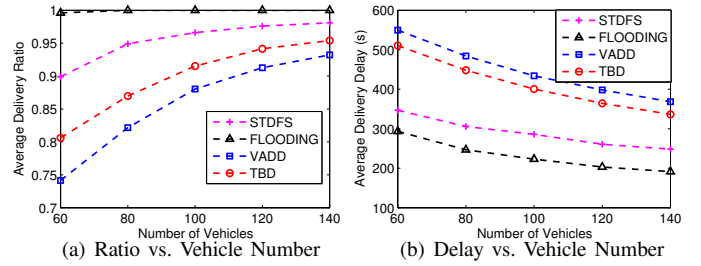 1
0.95
0.9
0.85
0.8
0.75
0.7
60
80
100
120
140
Average Delivery Ratio
Number of Vehicles
STDFS
FLOODING
VADD
TBD
(a) Ratio vs. Vehicle Number
600
500
400
300
200
100
60
80
100
120
140
Average Delivery Delay (s)
Number of Vehicles
STDFS
FLOODING
VADD
TBD
(b) Delay vs. Vehicle Number